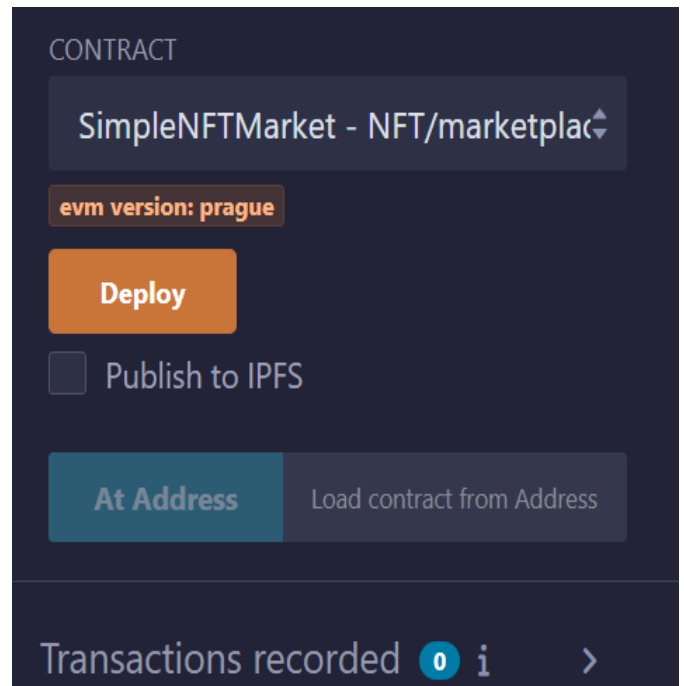 CONTRACT
SimpleNFTMarket - NFT/marketplac
evm version: prague
Deploy
Publish to IPFS
At Address Load contract from Address
Transactions recorded 0 i >